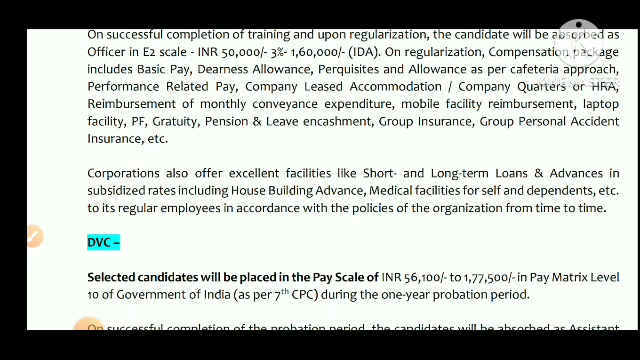 On successful completion of training and upon regularization, the candidate will be absorbed as
Officer in E2 scale - INR 50,000/- 3%- 1,60,000/- (IDA). On regularization, Compensation package
includes Basic Pay, Dearness Allowance, Perquisites and Allowance as per cafeteria approach,
Performance Related Pay, Company Leased Accommodation / Company Quarters or HRA,
Reimbursement of monthly conveyance expenditure, mobile facility reimbursement, laptop
facility, PF, Gratuity, Pension & Leave encashment, Group Insurance, Group Personal Accident
Insurance, etc.
Corporations also offer excellent facilities like Short- and Long-term Loans & Advances in
subsidized rates including House Building Advance, Medical facilities for self and dependents, etc.
to its regular employees in accordance with the policies of the organization from time to time.
DVC –
Selected candidates will be placed in the Pay Scale of INR 56,100/- to 1,77,500/- in Pay Matrix Level
10 of Government of India (as per 7th CPC) during the one-year probation period.
On successful completion of the probation period, the candidates will be absorbed as Assistant